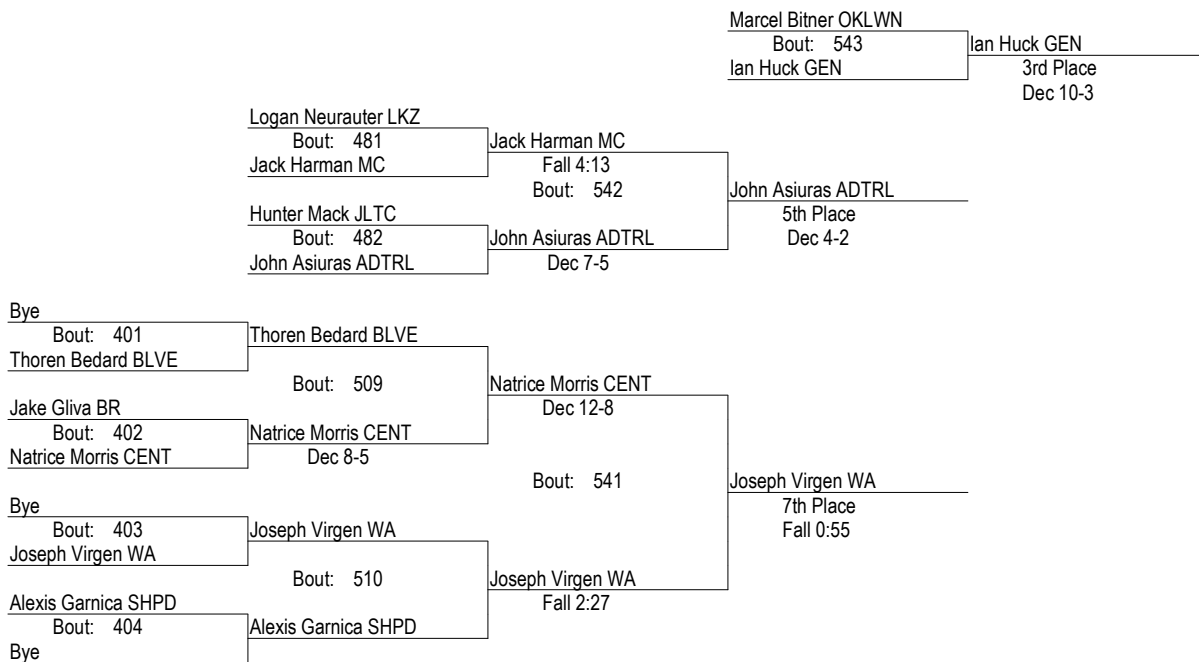 Marcel Bitner OKLWN
Bout: 543
Ian Huck GEN
Ian Huck GEN
3rd Place
Dec 10-3
Logan Neurauter LKZ
Bout: 481
Jack Harman MC
Jack Harman MC
Fall 4:13
Bout: 542
Hunter Mack JLTC
Bout: 482
John Asiuras ADTRL
John Asiuras ADTRL
Dec 7-5
John Asiuras ADTRL
5th Place
Dec 4-2
Bye
Bout: 401
Thoren Bedard BLVE
Thoren Bedard BLVE
Bout: 509
Jake Gliva BR
Bout: 402
Natrice Morris CENT
Natrice Morris CENT
Dec 8-5
Natrice Morris CENT
Dec 12-8
Bout: 541
Bye
Bout: 403
Joseph Virgen WA
Joseph Virgen WA
Bout: 510
Alexis Garnica SHPD
Bout: 404
Bye
Alexis Garnica SHPD
Joseph Virgen WA
Fall 2:27
Joseph Virgen WA
7th Place
Fall 0:55